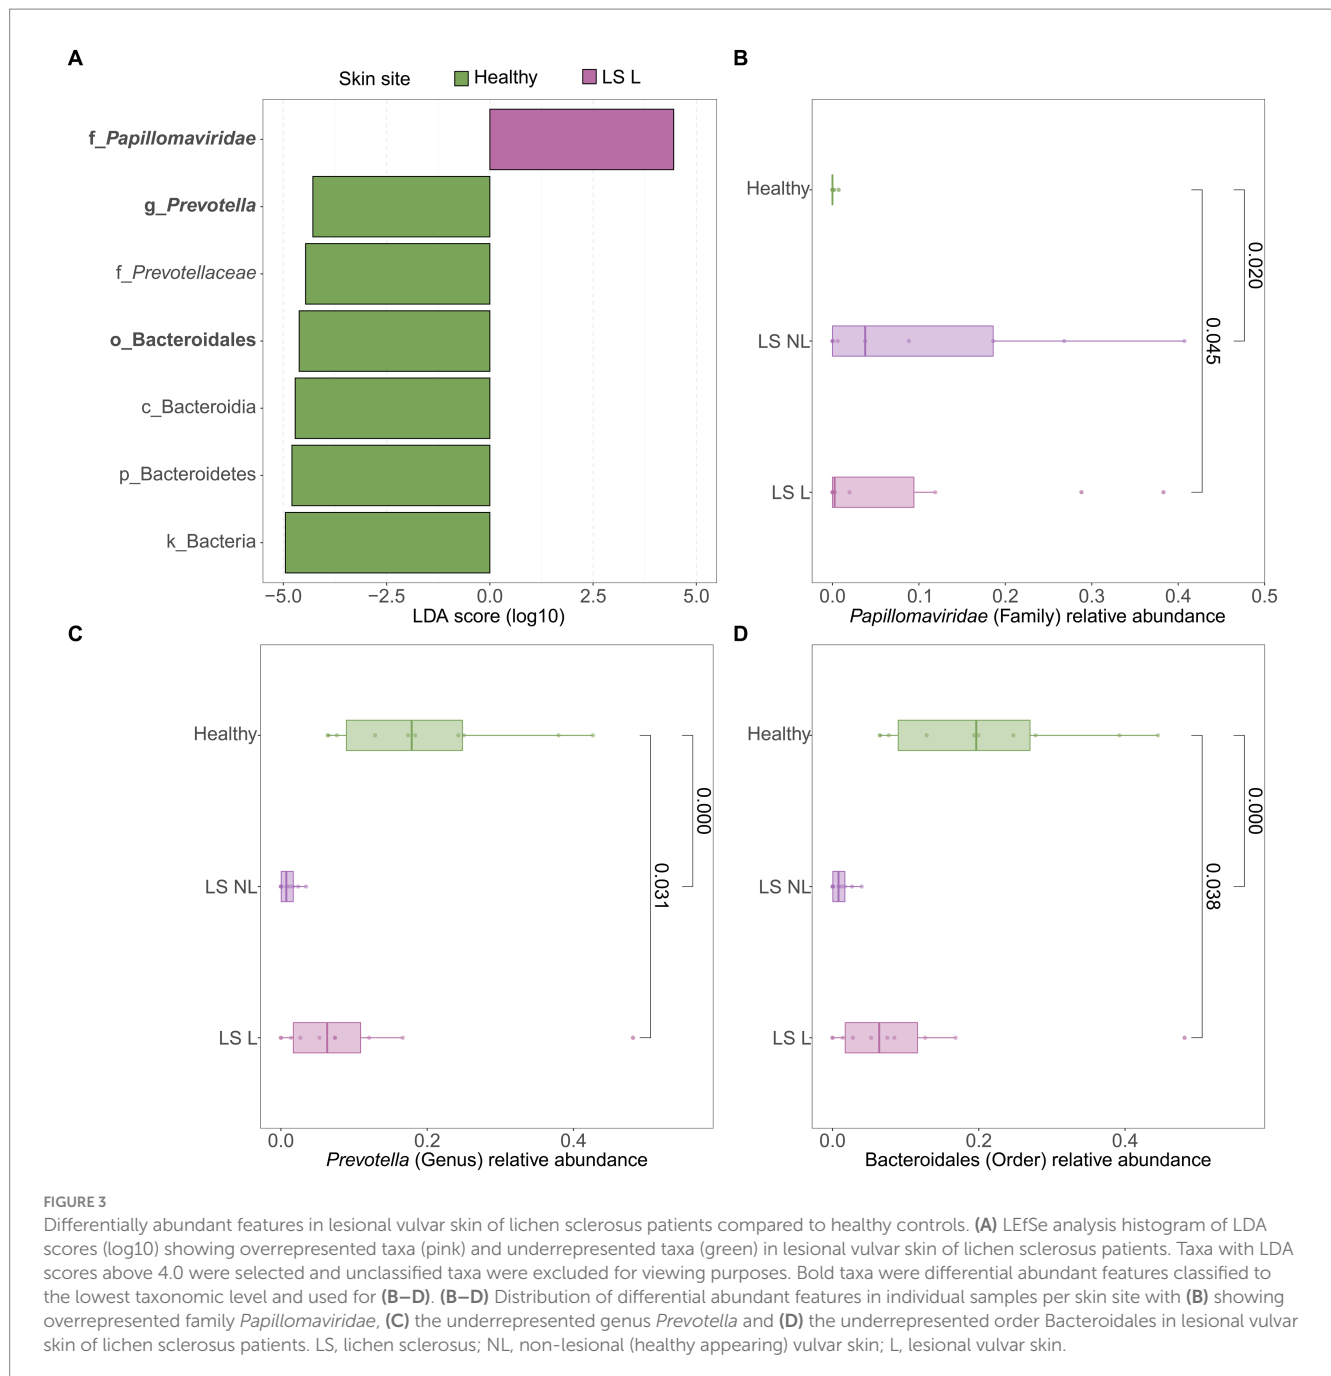 A
Skin site
Healthy
LS L
f_Papillomaviridae
g_Prevotella
f_Prevotellaceae
o_Bacteroidales
c_Bacteroidia
p_Bacteroidetes
k_Bacteria
−5.0 −2.5 0.0 2.5 5.0
LDA score (log10)
B
Healthy
LS NL
LS L
0.020
0.045
0.0 0.1 0.2 0.3 0.4 0.5
Papillomaviridae (Family) relative abundance
C
Healthy
LS NL
LS L
0.000
0.031
0.0 0.2 0.4
Prevotella (Genus) relative abundance
D
Healthy
LS NL
LS L
0.000
0.038
0.0 0.2 0.4
Bacteroidales (Order) relative abundance
FIGURE 3
Differentially abundant features in lesional vulvar skin of lichen sclerosus patients compared to healthy controls. (A) LEfSe analysis histogram of LDA
scores (log10) showing overrepresented taxa (pink) and underrepresented taxa (green) in lesional vulvar skin of lichen sclerosus patients. Taxa with LDA
scores above 4.0 were selected and unclassified taxa were excluded for viewing purposes. Bold taxa were differential abundant features classified to
the lowest taxonomic level and used for (B–D). (B–D) Distribution of differential abundant features in individual samples per skin site with (B) showing
overrepresented family Papillomaviridae, (C) the underrepresented genus Prevotella and (D) the underrepresented order Bacteroidales in lesional vulvar
skin of lichen sclerosus patients. LS, lichen sclerosus; NL, non-lesional (healthy appearing) vulvar skin; L, lesional vulvar skin.